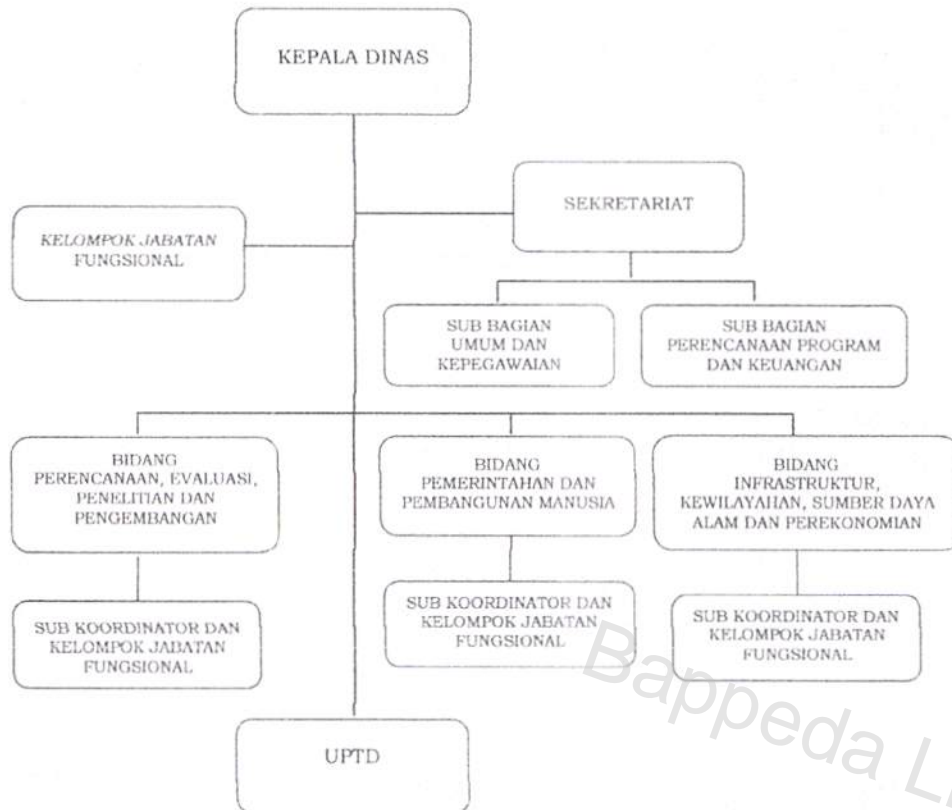 KEPALA DINAS
SEKRETARIAT
KELOMPOK JABATAN
FUNGSIONAL
SUB BAGIAN
UMUM DAN
KEPEGAWAIAN
SUB BAGIAN
PERENCANAAN PROGRAM
DAN KEUANGAN
BIDANG
PERENCANAAN, EVALUASI,
PENELITIAN DAN
PENGEMBANGAN
BIDANG
PEMERINTAHAN DAN
PEMBANGUNAN MANUSIA
BIDANG
INFRASTRUKTUR,
KEWILAYAHAN, SUMBER DAYA
ALAM DAN PEREKONOMIAN
SUB KOORDINATOR DAN
KELOMPOK JABATAN
FUNGSIONAL
SUB KOORDINATOR DAN
KELOMPOK JABATAN
FUNGSIONAL
SUB KOORDINATOR DAN
KELOMPOK JABATAN
FUNGSIONAL
UPTD
Bappeda